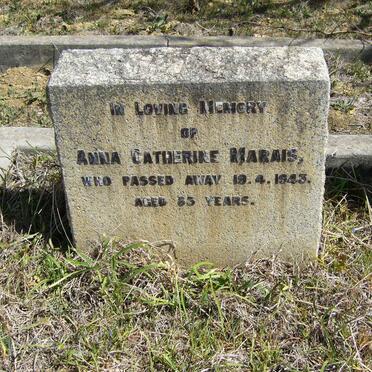 IN LOVING MEMORY
OF
ANNA CATHERINE MARAIS,
WHO PASSED AWAY 19.4.1943.
AGED 85 YEARS.